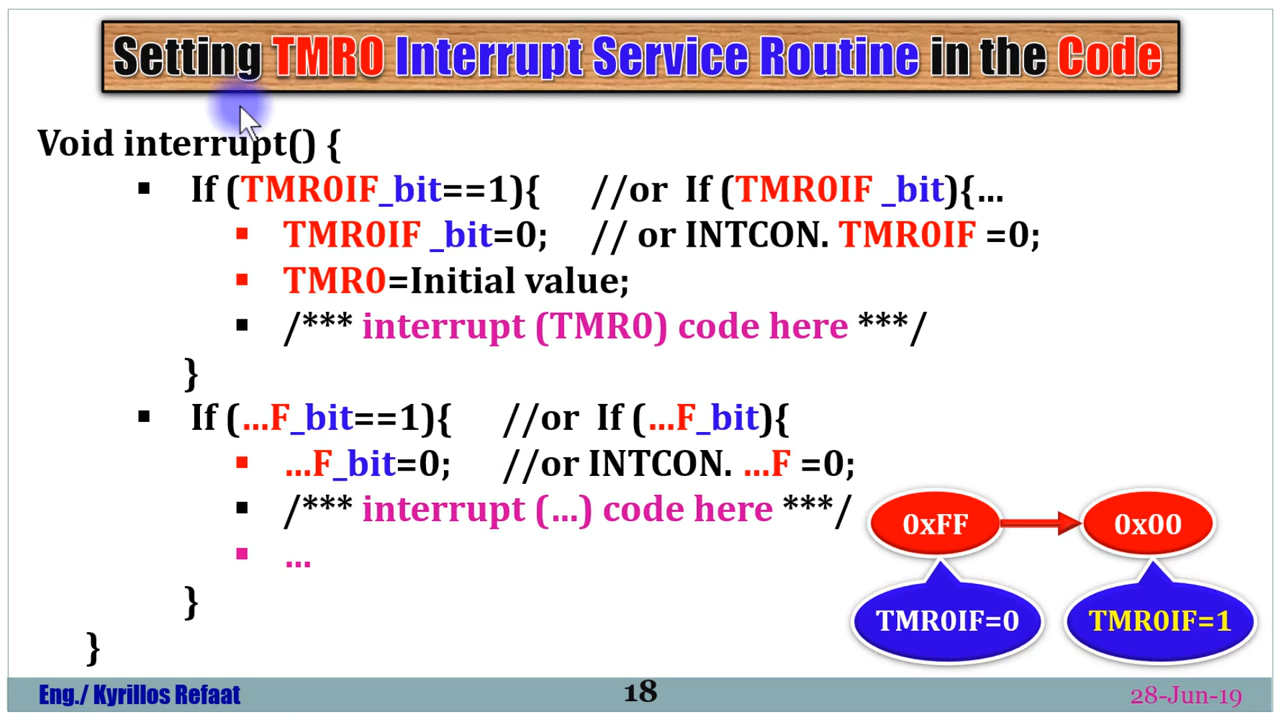 Setting TMR0 Interrupt Service Routine in the Code
Void interrupt() {
▪ If (TMR0IF_bit==1){ //or If (TMR0IF _bit){...
▪ TMR0IF _bit=0; // or INTCON. TMR0IF =0;
▪ TMR0=Initial value;
▪ /*** interrupt (TMR0) code here ***/
}
▪ If (...F_bit==1){ //or If (...F_bit){
▪ ...F_bit=0; //or INTCON. ...F =0;
▪ /*** interrupt (...) code here ***/
▪ ...
}
}
0xFF 0x00
TMR0IF=0 TMR0IF=1
Eng./ Kyrillos Refaat 18 28-Jun-19